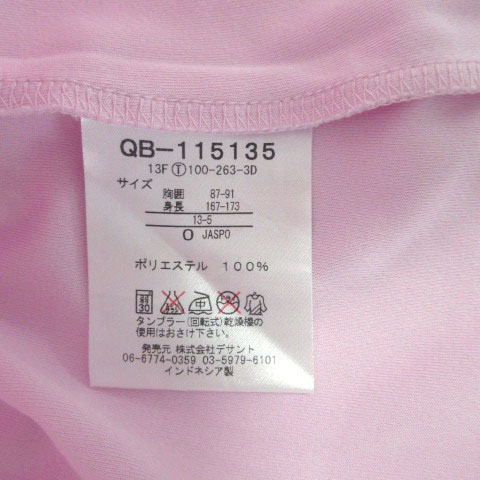 QB-115135
13F Ⓣ100-263-3D
サイズ
胸囲 87-91
身長 167-173
13-5
O JASPO
ポリエステル 100%
30 中
タンブラー(回転式)乾燥機の
使用はおさけ下さい。
発売元 株式会社デサント
06-6774-0359 03-5979-6101
インドネシア製